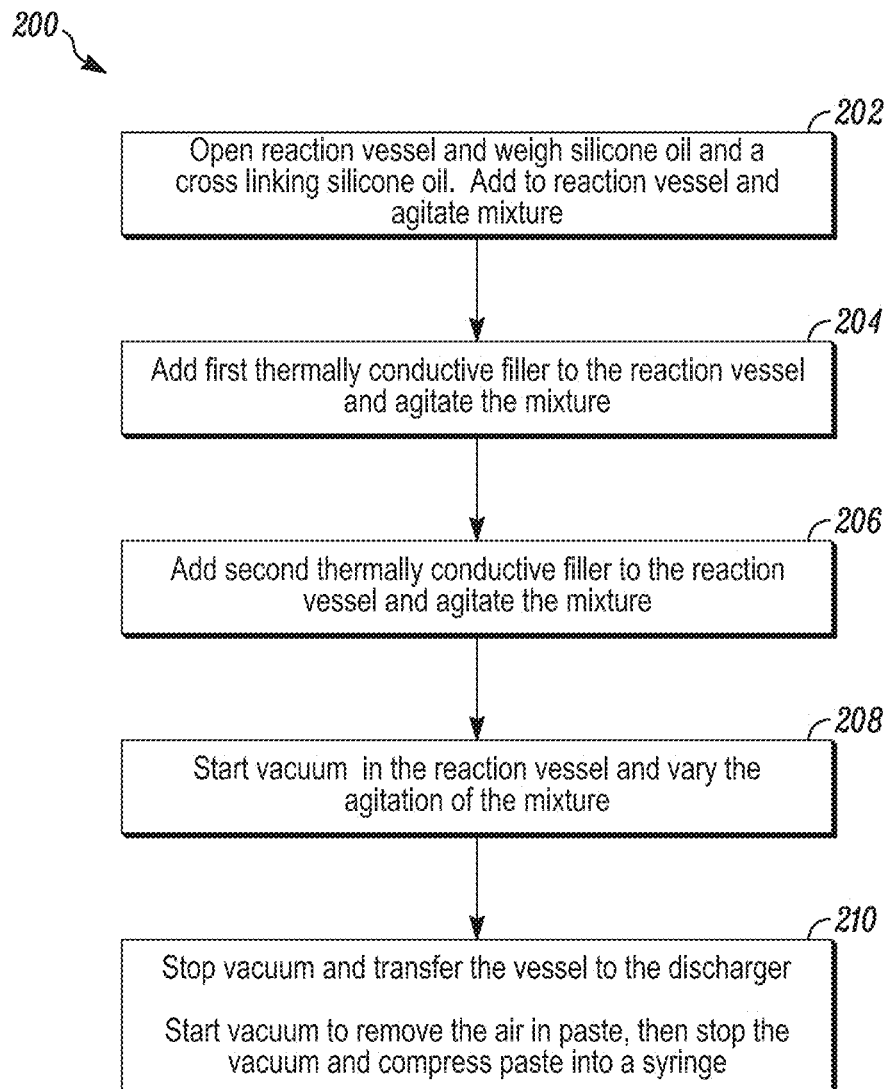 200
202
Open reaction vessel and weigh silicone oil and a
cross linking silicone oil. Add to reaction vessel and
agitate mixture
204
Add first thermally conductive filler to the reaction vessel
and agitate the mixture
206
Add second thermally conductive filler to the reaction
vessel and agitate the mixture
208
Start vacuum in the reaction vessel and vary the
agitation of the mixture
210
Stop vacuum and transfer the vessel to the discharger
Start vacuum to remove the air in paste, then stop the
vacuum and compress paste into a syringe